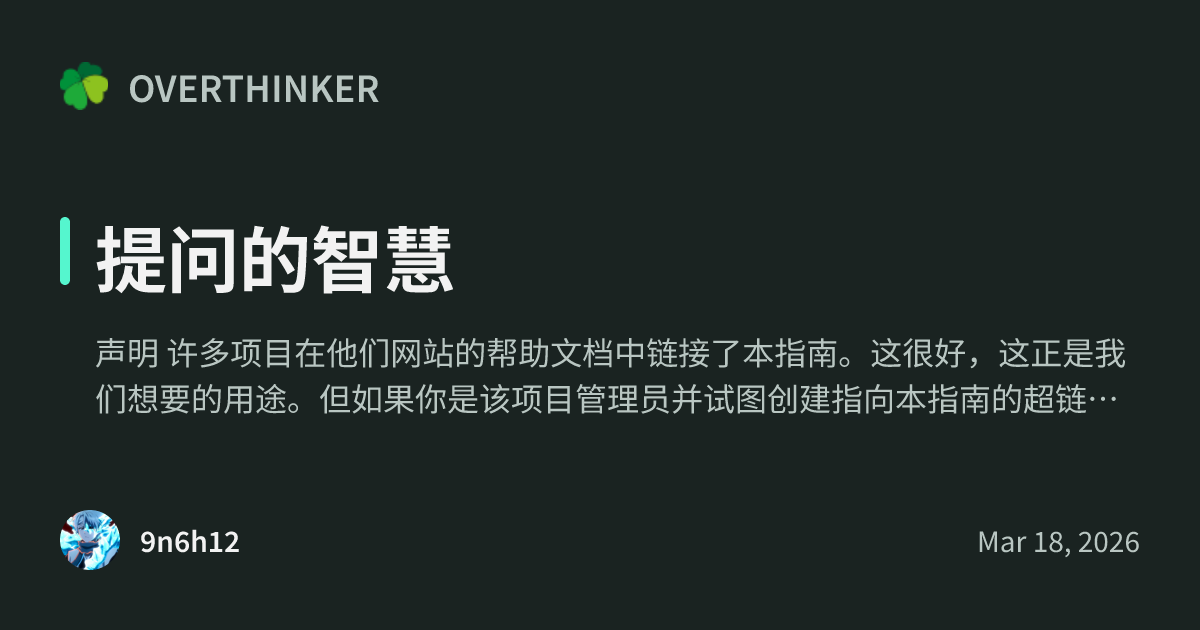 OVERTHINKER
提问的智慧
声明 许多项目在他们网站的帮助文档中链接了本指南。这很好，这正是我
们想要的用途。但如果你是该项目管理员并试图创建指向本指南的超链…
9n6h12
Mar 18, 2026